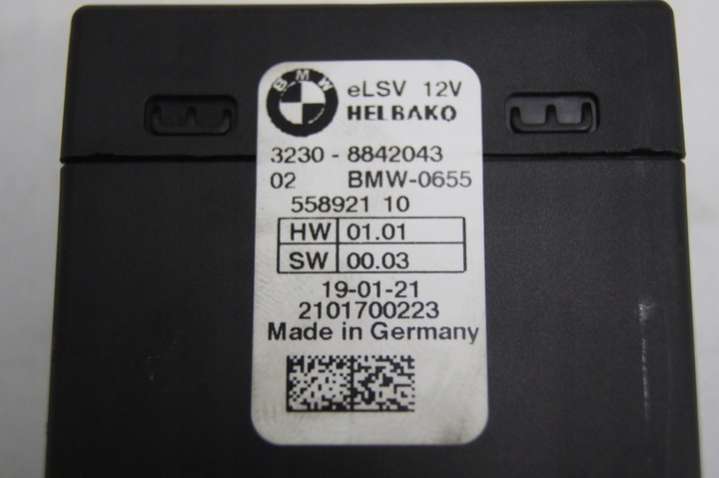 BMW
eLSV 12V
HELBAKO
3230 - 8842043
02 BMW-0655
558921 10
HW 01.01
SW 00.03
19-01-21
2101700223
Made in Germany